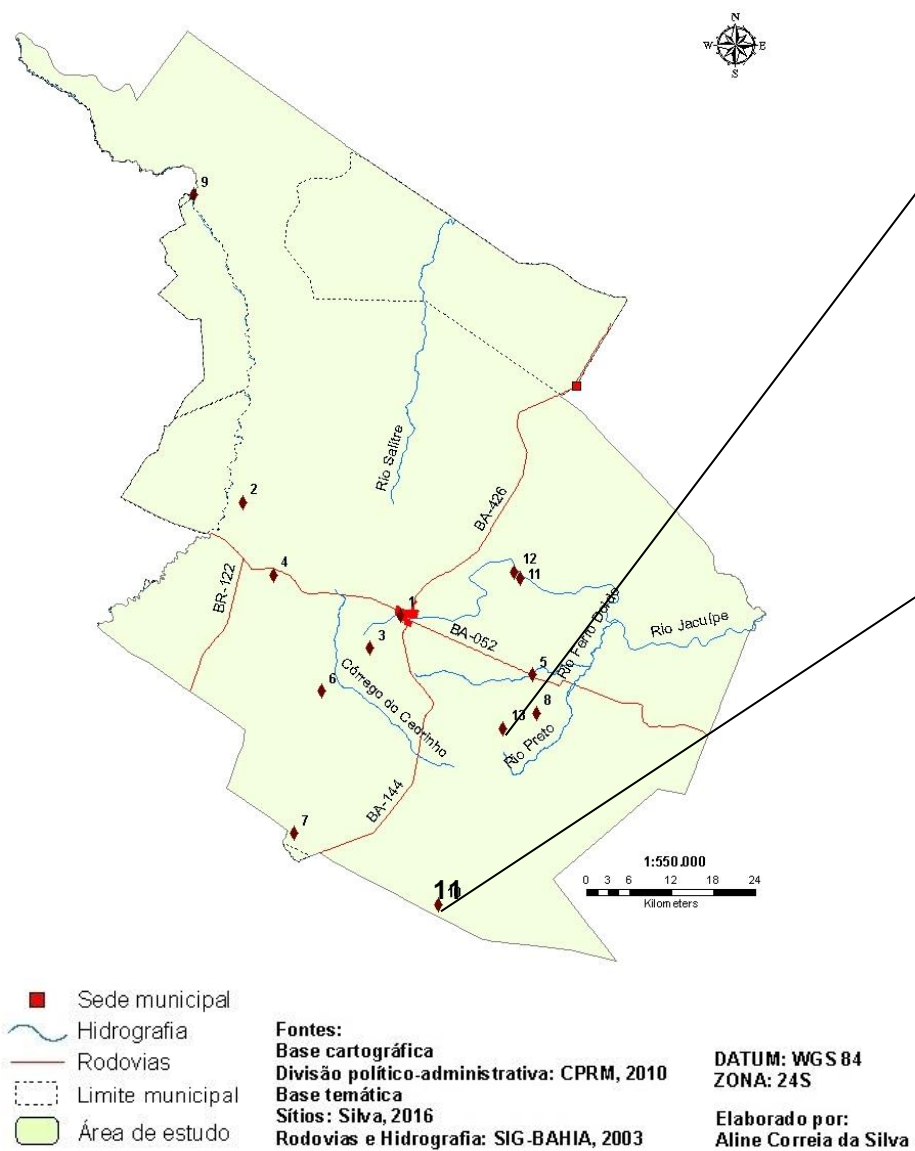 N
W E
S
9
Rio Salitre
2
BA-426
4
BR-122
12
11
1
BA-052
Rio Ferro Doido
Rio Jacuípe
3
5
6
Córrego do Cedrinho
8
13
Rio Preto
BA-144
7
1:550.000
0 3 6 12 18 24
Kilometers
11
10
Sede municipal
Hidrografia
Rodovias
Limite municipal
Área de estudo
Fontes:
Base cartográfica
Divisão político-administrativa: CPRM, 2010
Base temática
Sítios: Silva, 2016
Rodovias e Hidrografia: SIG-BAHIA, 2003
DATUM: WGS 84
ZONA: 24S
Elaborado por:
Aline Correia da Silva